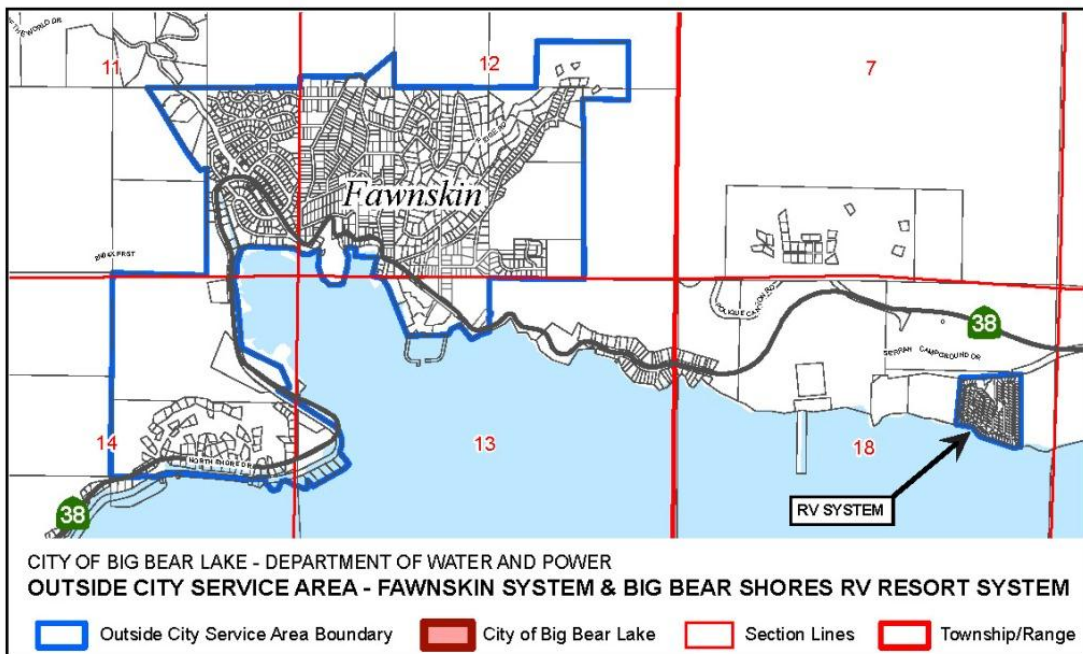 11
12
7
Fawnskin
38
SERRAH CAMPGROUND DR
14
NORTH SHORE DR
13
18
38
RV SYSTEM
CITY OF BIG BEAR LAKE - DEPARTMENT OF WATER AND POWER
OUTSIDE CITY SERVICE AREA - FAWNSKIN SYSTEM & BIG BEAR SHORES RV RESORT SYSTEM
Outside City Service Area Boundary City of Big Bear Lake Section Lines Township/Range